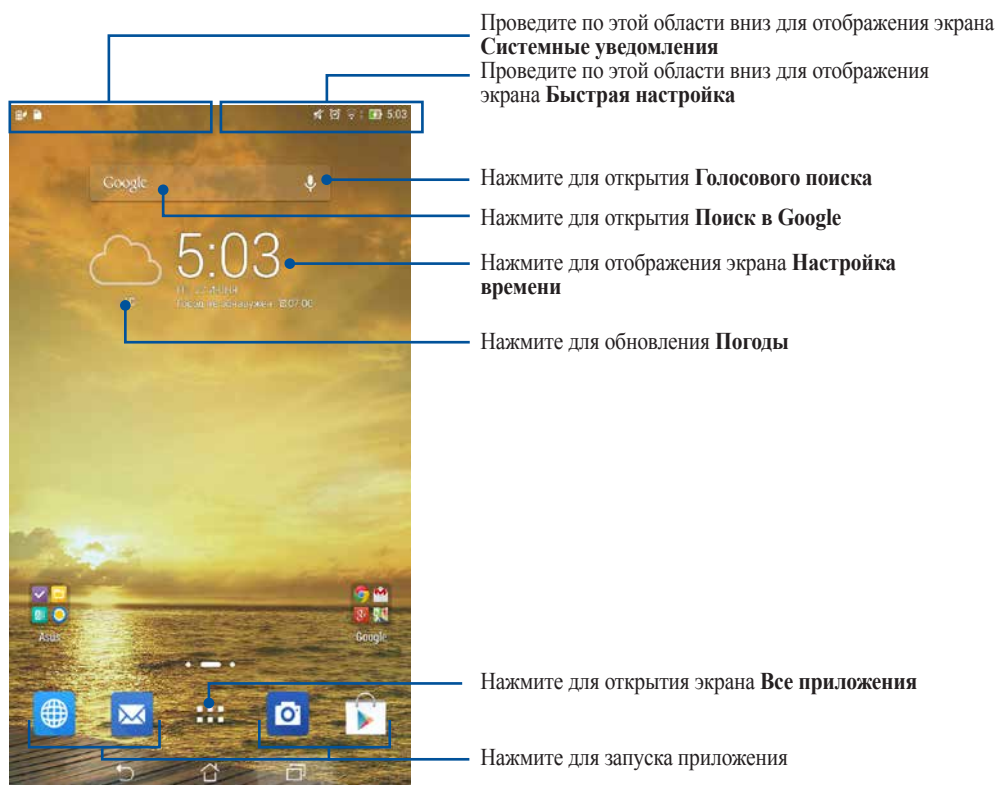 Проведите по этой области вниз для отображения экрана
Системные уведомления
Проведите по этой области вниз для отображения
экрана Быстрая настройка
5:03
Google
Нажмите для открытия Голосового поиска
Нажмите для открытия Поиск в Google
5:03
Нажмите для отображения экрана Настройка
времени
07:00
Нажмите для обновления Погоды
Asus
Google
Нажмите для открытия экрана Все приложения
Нажмите для запуска приложения